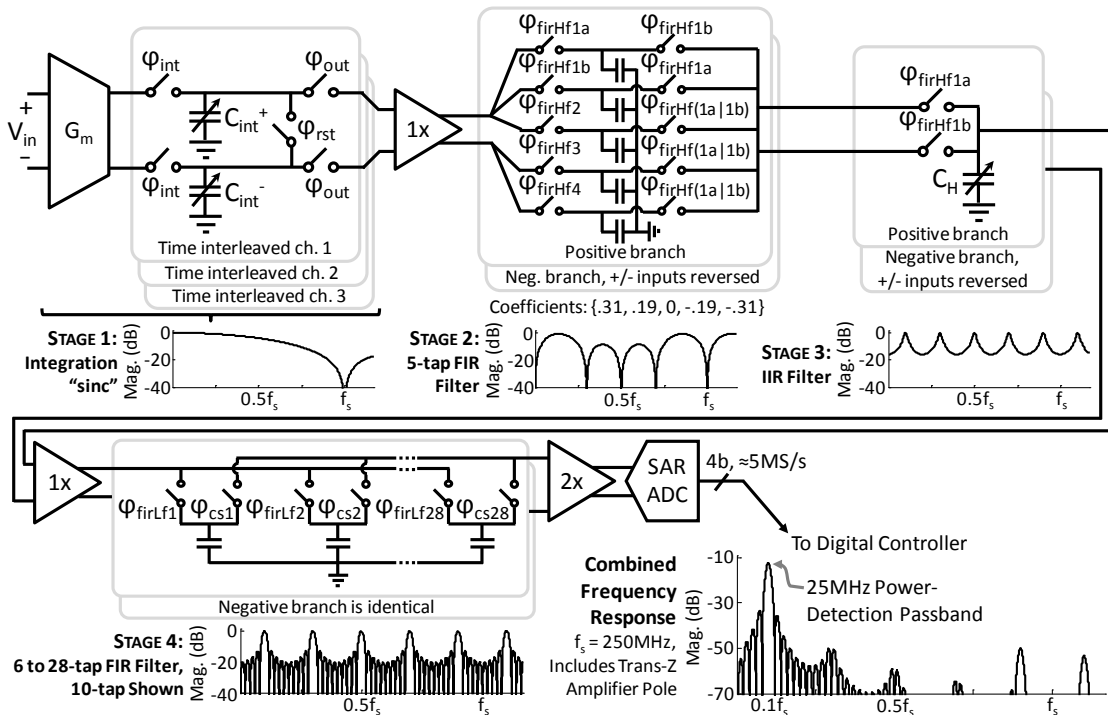 V_in
+
−
G_m
φ_int
φ_int
C_int^+
C_int^-
φ_rst
φ_out
φ_out
Time interleaved ch. 1
Time interleaved ch. 2
Time interleaved ch. 3
1x
φ_firHf1a
φ_firHf1b
φ_firHf1b
φ_firHf1a
φ_firHf2
φ_firHf(1a|1b)
φ_firHf3
φ_firHf(1a|1b)
φ_firHf4
φ_firHf(1a|1b)
Positive branch
Neg. branch, +/- inputs reversed
Coefficients: {.31, .19, 0, -.19, -.31}
φ_firHf1a
φ_firHf1b
C_H
Positive branch
Negative branch,
+/- inputs reversed
STAGE 1:
Integration
"sinc"
Mag. (dB)
0
-20
-40
0.5f_s
f_s
STAGE 2:
5-tap FIR
Filter
Mag. (dB)
0
-20
-40
0.5f_s
f_s
STAGE 3:
IIR Filter
Mag. (dB)
0
-20
-40
0.5f_s
f_s
1x
φ_firLf1
φ_cs1
φ_firLf2
φ_cs2
φ_firLf28
φ_cs28
Negative branch is identical
2x
SAR
ADC
4b, ≈5MS/s
To Digital Controller
STAGE 4:
6 to 28-tap FIR Filter,
10-tap Shown
Mag. (dB)
0
-20
-40
0.5f_s
f_s
Combined
Frequency
Response
f_s = 250MHz,
Includes Trans-Z
Amplifier Pole
Mag. (dB)
-10
-30
-50
-70
0.1f_s
0.5f_s
f_s
25MHz Power-
Detection Passband